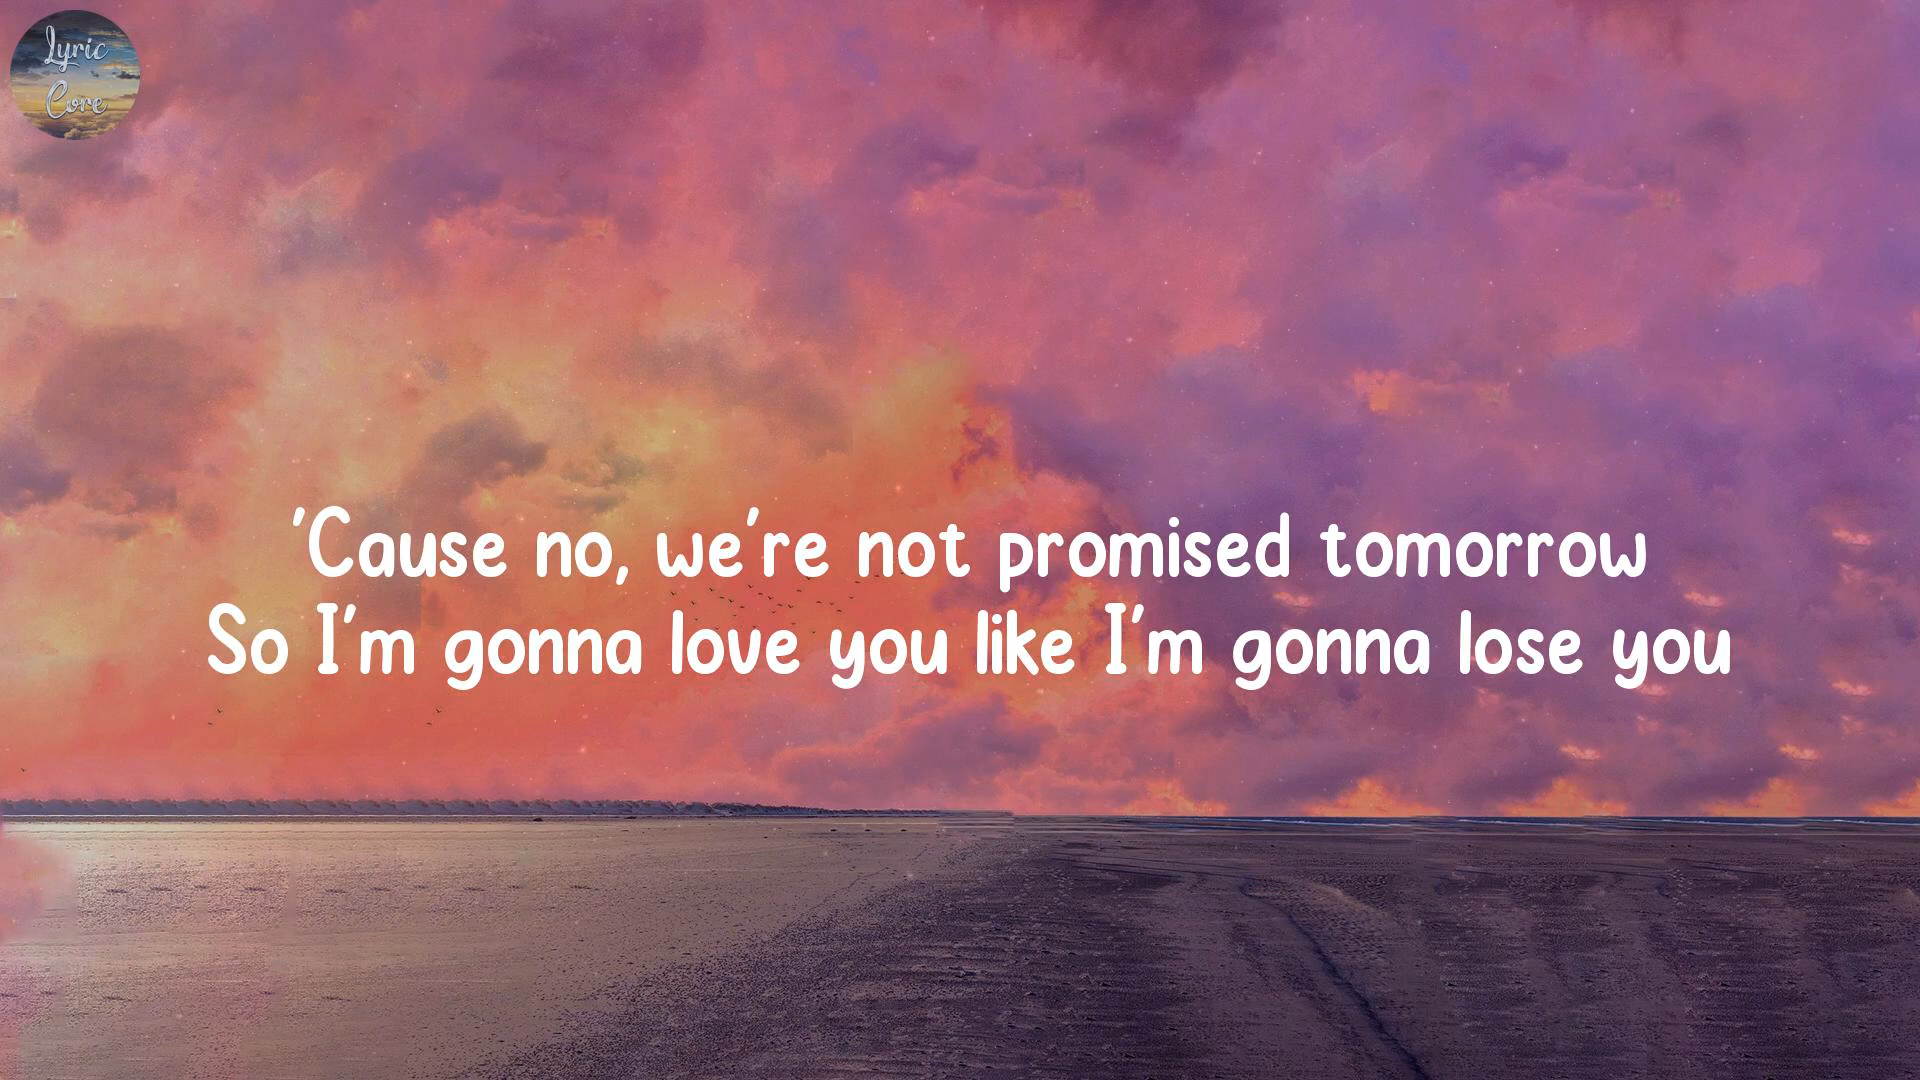 Lyric
Core
'Cause no, we're not promised tomorrow
So I'm gonna love you like I'm gonna lose you